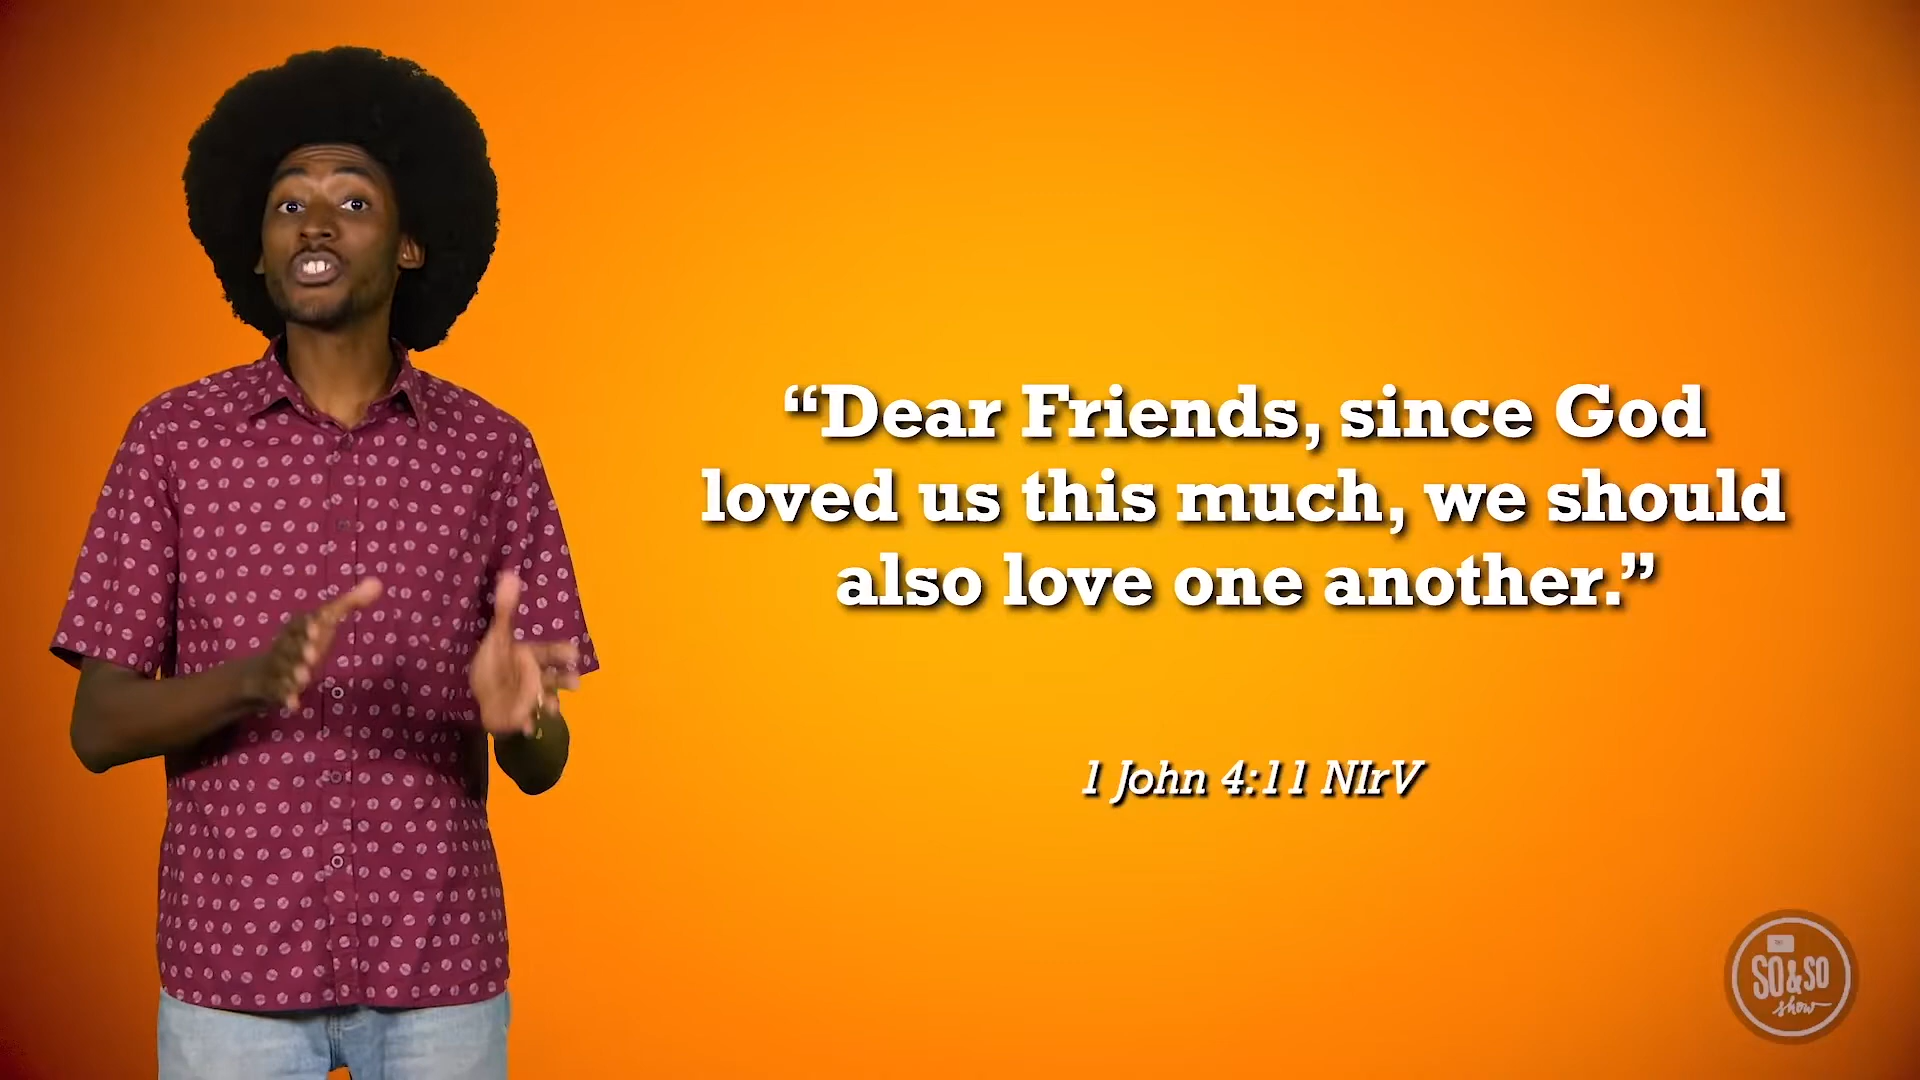 “Dear Friends, since God
loved us this much, we should
also love one another.”
1 John 4:11 NIrV
SO&SO
show